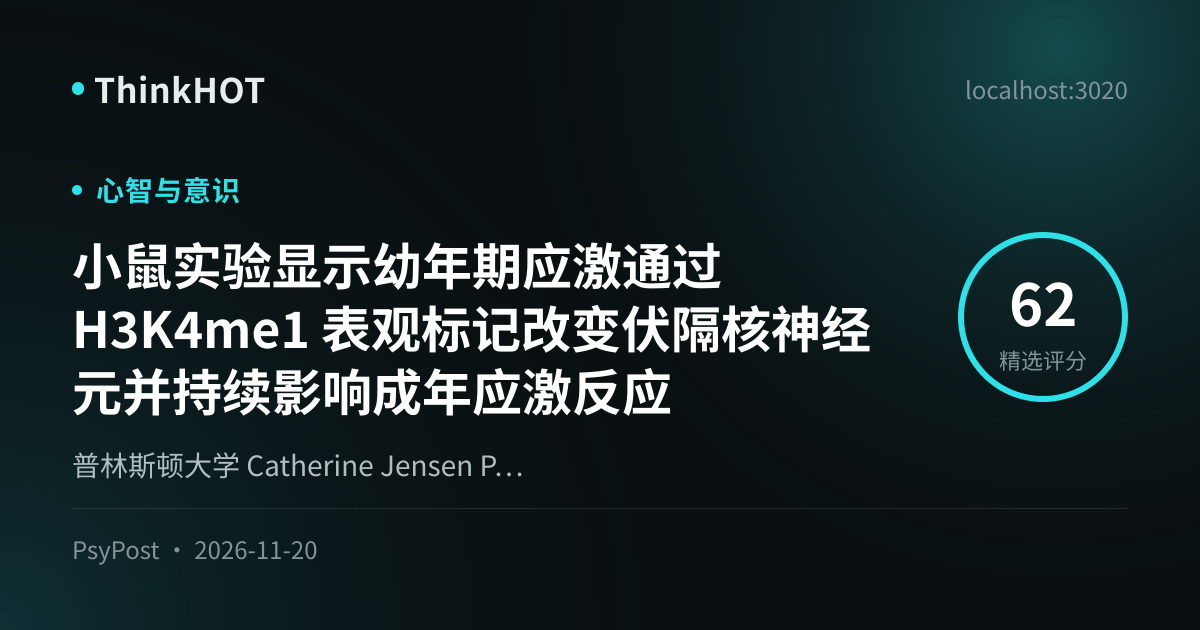 ThinkHOT
localhost:3020
心智与意识
小鼠实验显示幼年期应激通过
H3K4me1 表观标记改变伏隔核神经
元并持续影响成年应激反应
62
精选评分
普林斯顿大学 Catherine Jensen P…
PsyPost · 2026-11-20